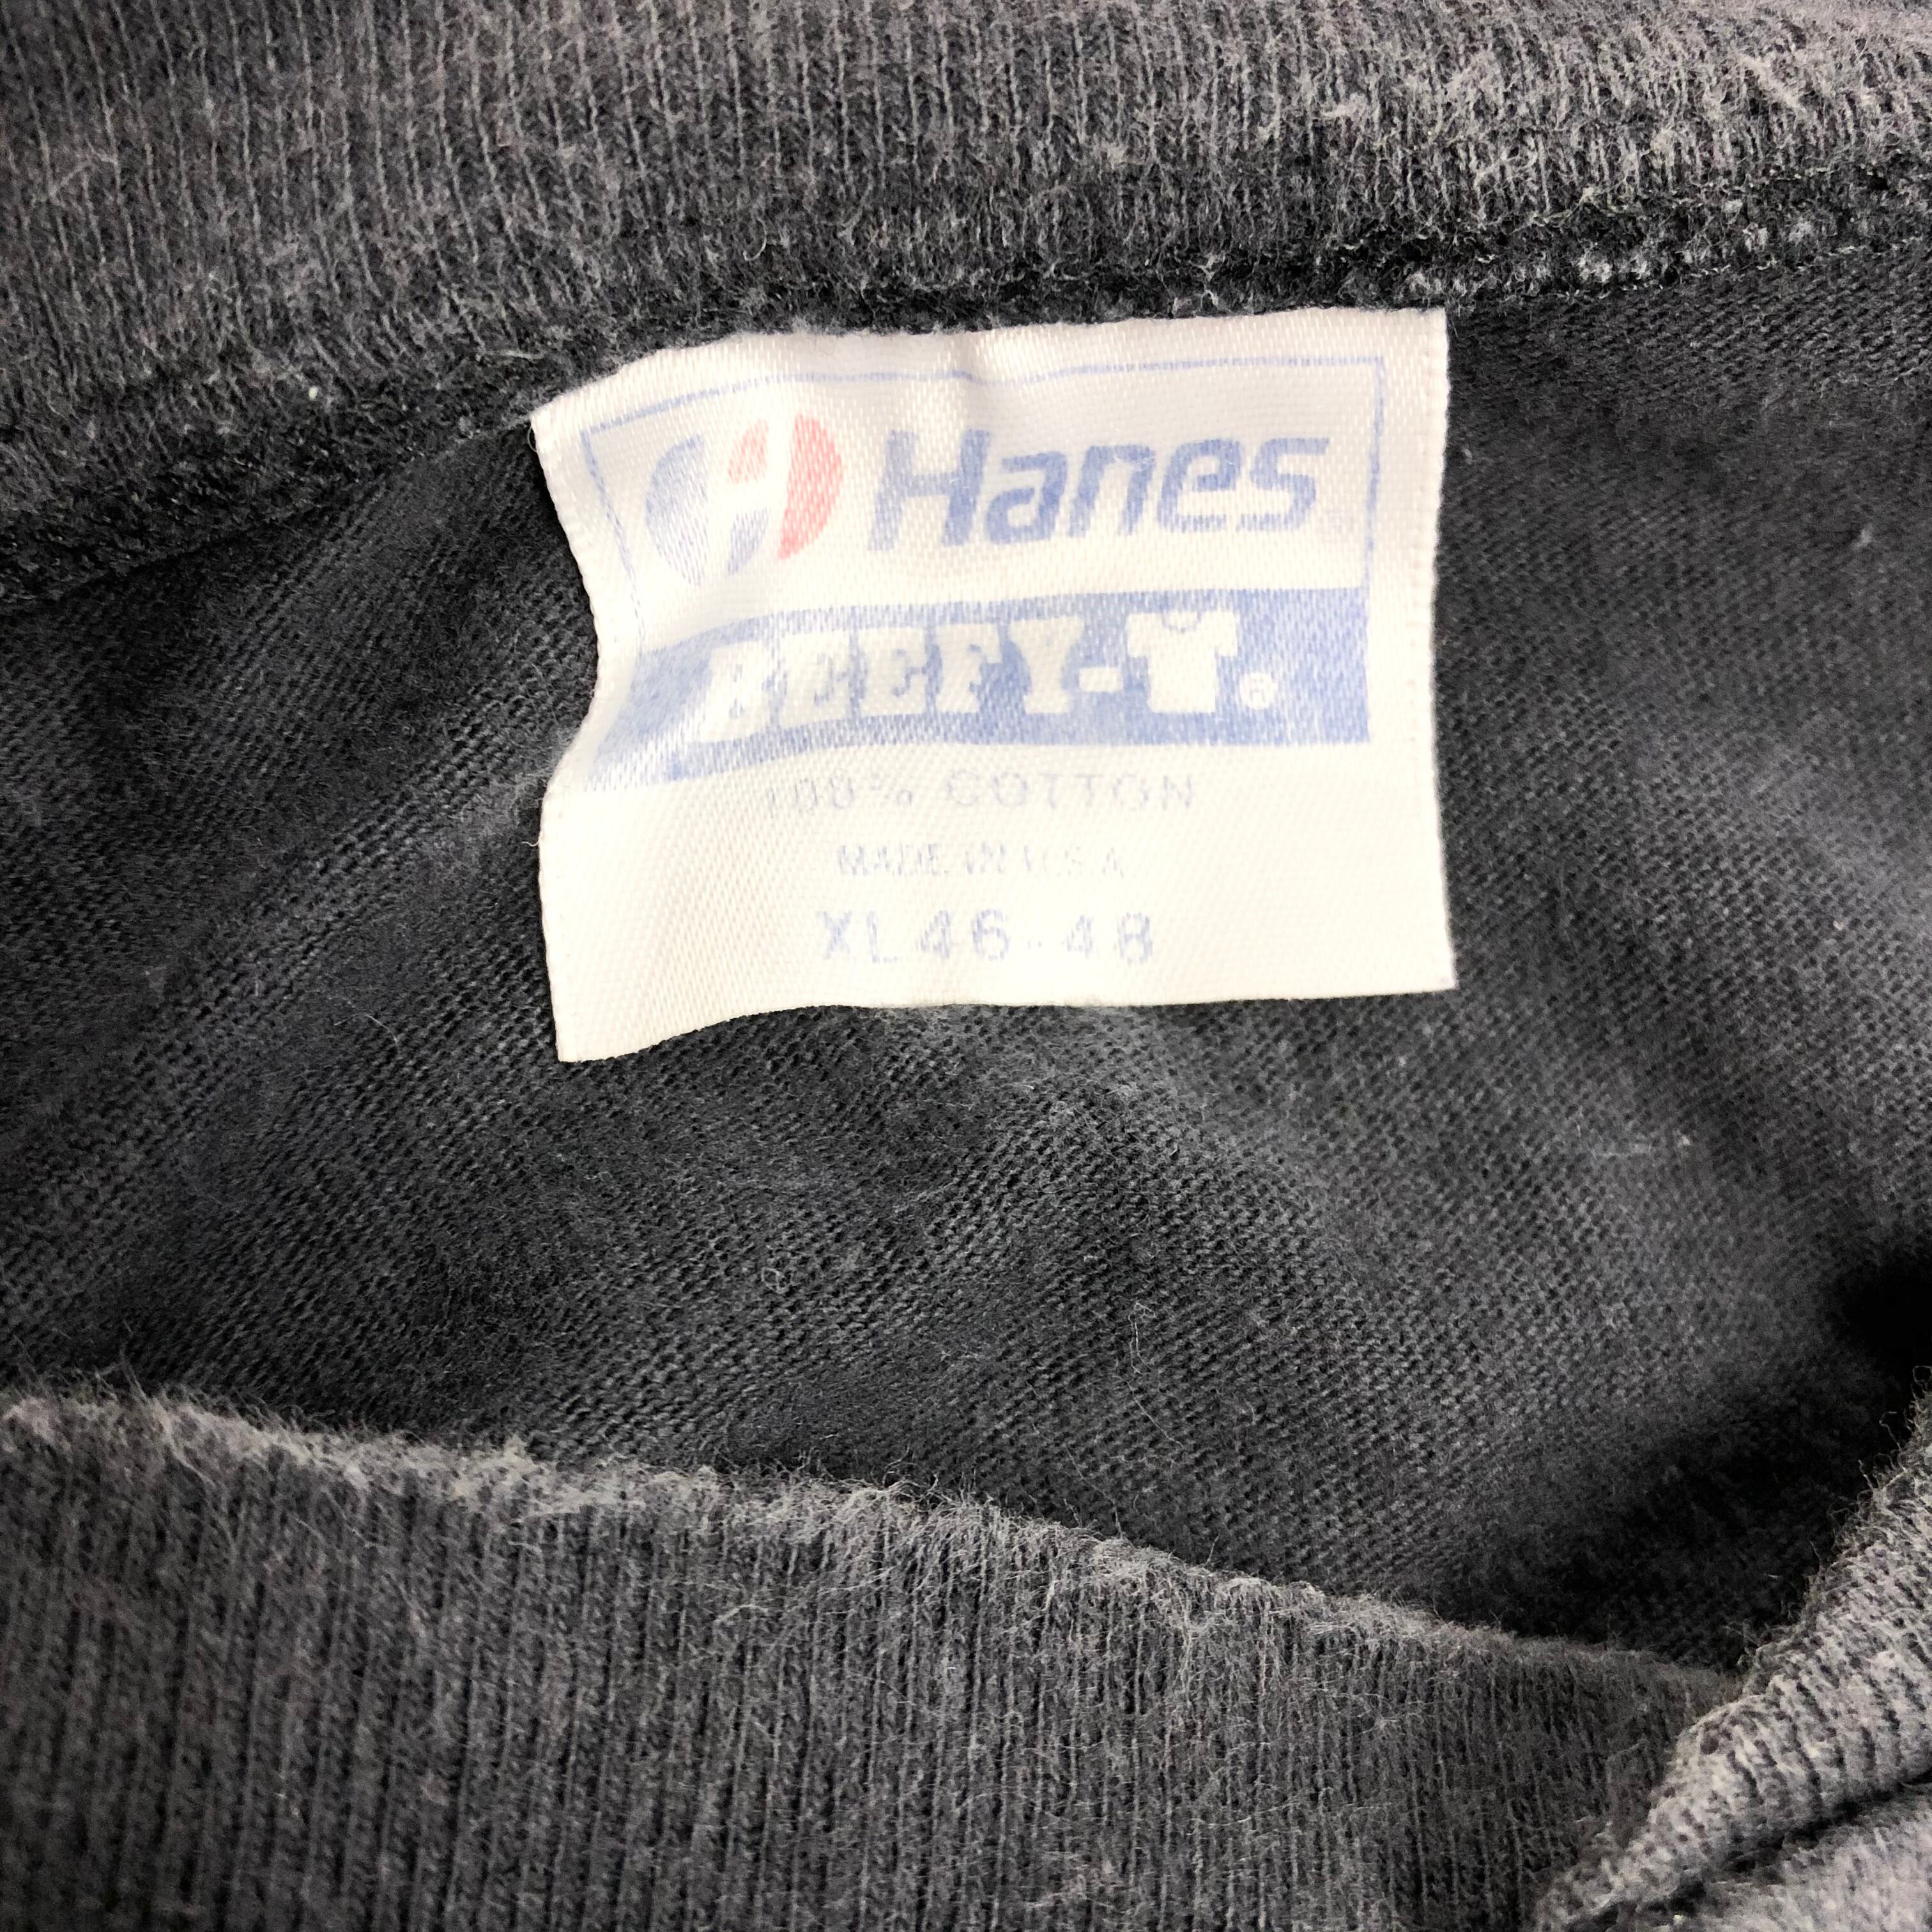 Hanes
BEEFY-T®
100% COTTON
MADE IN U.S.A.
XL 46-48